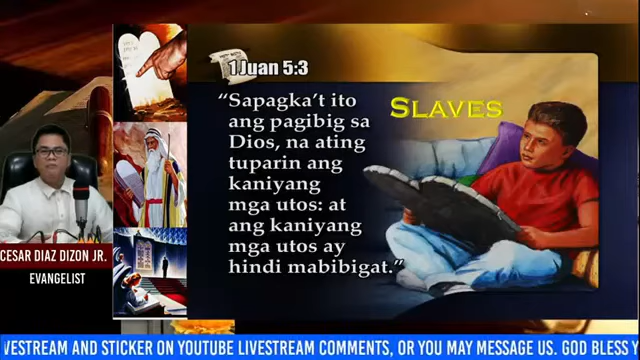 1 Juan 5:3
“Sapagka’t ito
ang pagibig sa
Dios, na ating
tuparin ang
kaniyang
mga utos: at
ang kaniyang
mga utos ay
hindi mabibigat.”
SLAVES
CESAR DIAZ DIZON JR.
EVANGELIST
VESTREAM AND STICKER ON YOUTUBE LIVESTREAM COMMENTS, OR YOU MAY MESSAGE US. GOD BLESS Y